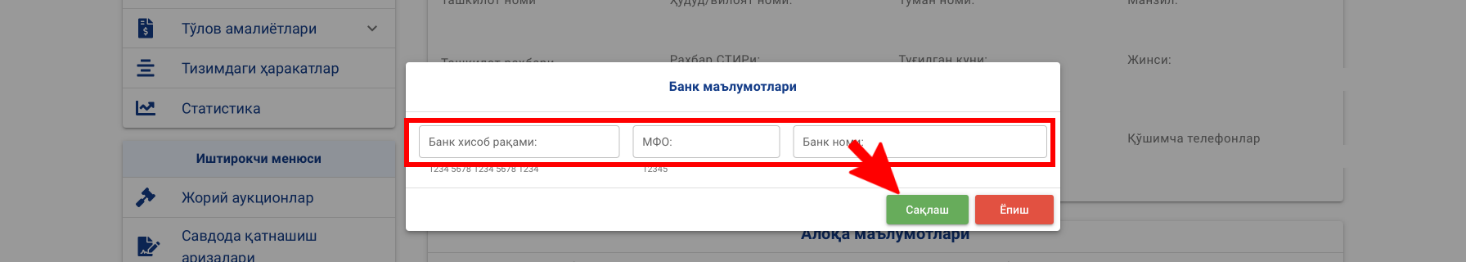 Ташкилот номи
Ҳудуд/вилоят номи:
Туман номи:
Манзил:
Тўлов амалиётлари
Тизимдаги ҳаракатлар
Статистика
Иштирокчи менюси
Жорий аукционлар
Савдода қатнашиш
аризалари
Ташкилот раҳбари
Раҳбар СТИРи:
Туғилган куни:
Жинси:
Қўшимча телефонлар
Банк маълумотлари
Банк хисоб рақами:
МФО:
Банк номи:
1234 5678 1234 5678 1234
12345
Сақлаш
Ёпиш
Алоқа маълумотлари